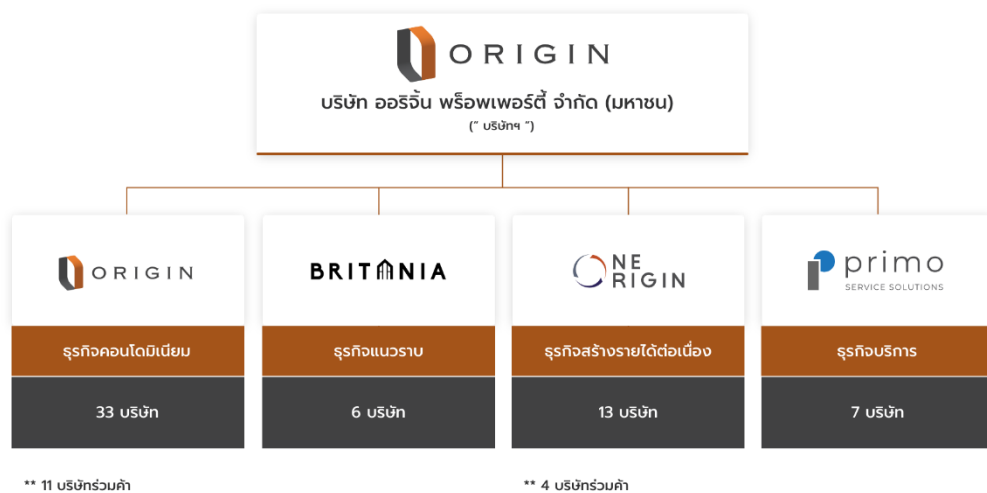 ORIGIN
บริษัท ออริจิ้น พร็อพเพอร์ตี้ จำกัด (มหาชน)
(“ บริษัทฯ ”)
ORIGIN
BRITANIA
ONE ORIGIN
primo
SERVICE SOLUTIONS
ธุรกิจคอนโดมิเนียม
ธุรกิจแนวราบ
ธุรกิจสร้างรายได้ต่อเนื่อง
ธุรกิจบริการ
33 บริษัท
6 บริษัท
13 บริษัท
7 บริษัท
** 11 บริษัทร่วมค้า
** 4 บริษัทร่วมค้า